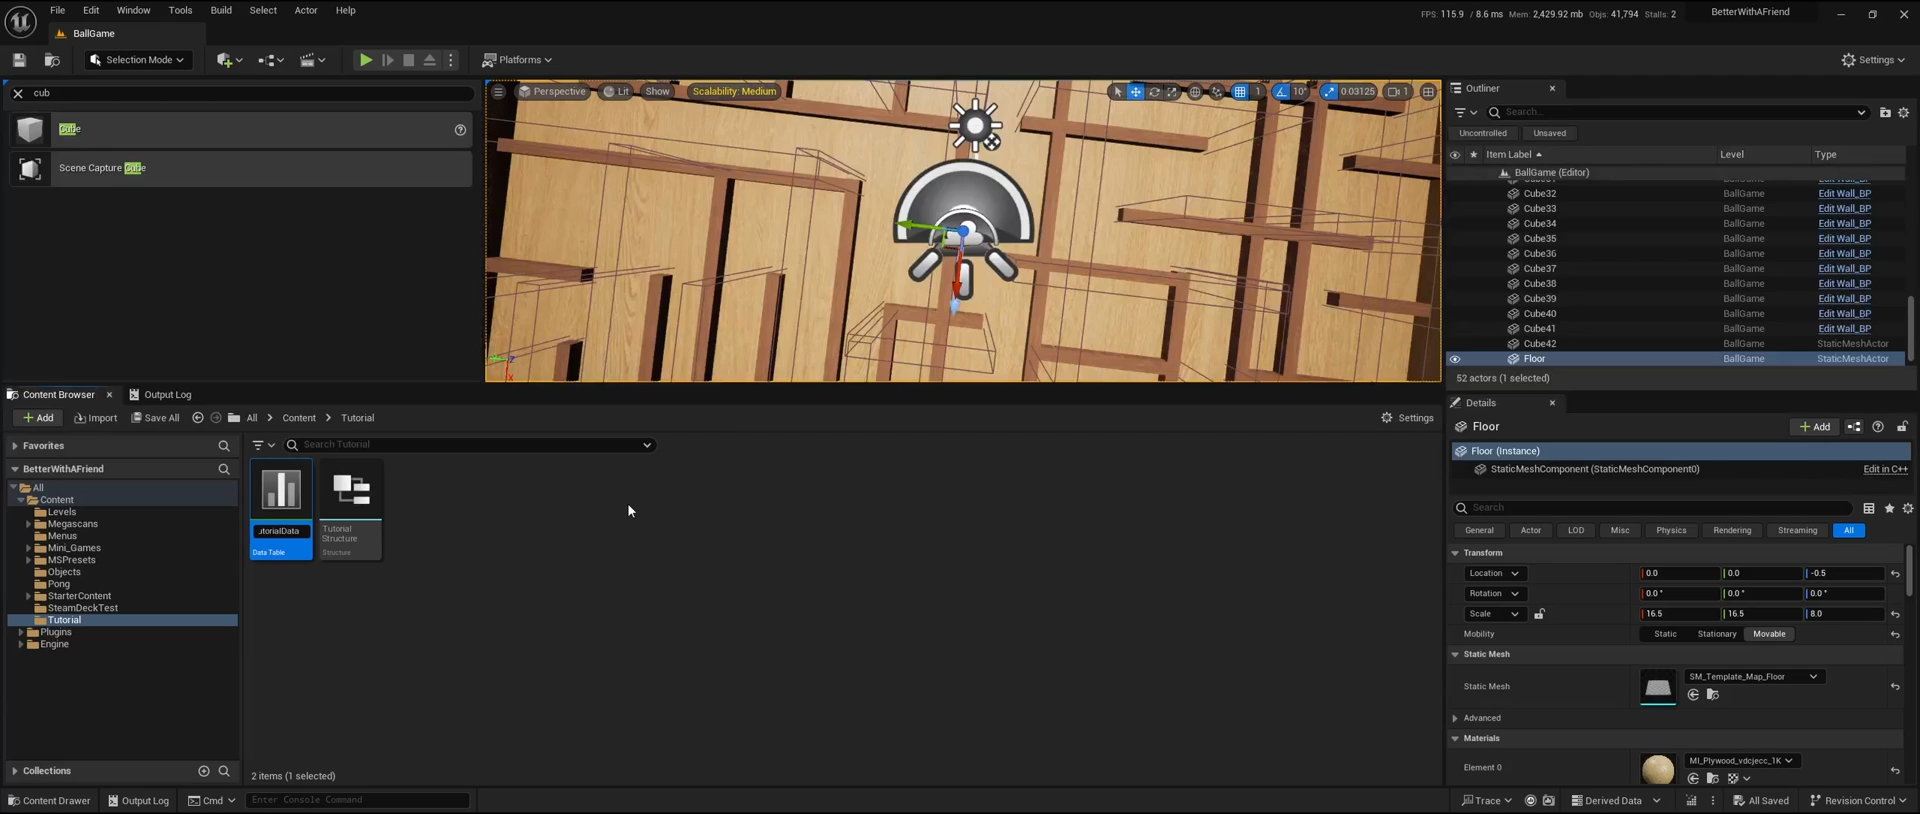 File Edit Window Tools Build Select Actor Help
FPS: 115.9 / 8.6 ms Mem: 2,429.92 mb Objs: 41,794 Stalls: 2
BetterWithAFriend
BallGame
Selection Mode
Platforms
Settings
cub
Cube
Scene Capture Cube
Perspective Lit Show Scalability: Medium
1 10° 0.03125 1
Z
X
Outliner
Search...
Uncontrolled Unsaved
Item Label Level Type
BallGame (Editor)
Cube32 BallGame Edit Wall_BP
Cube33 BallGame Edit Wall_BP
Cube34 BallGame Edit Wall_BP
Cube35 BallGame Edit Wall_BP
Cube36 BallGame Edit Wall_BP
Cube37 BallGame Edit Wall_BP
Cube38 BallGame Edit Wall_BP
Cube39 BallGame Edit Wall_BP
Cube40 BallGame Edit Wall_BP
Cube41 BallGame Edit Wall_BP
Cube42 BallGame StaticMeshActor
Floor BallGame StaticMeshActor
52 actors (1 selected)
Content Browser Output Log
Add Import Save All All Content Tutorial Settings
Favorites
BetterWithAFriend
All
Content
Levels
Megascans
Menus
Mini_Games
MSPresets
Objects
Pong
StarterContent
SteamDeckTest
Tutorial
Plugins
Engine
Collections
Search Tutorial
utorialData
Data Table
Tutorial
Structure
Structure
2 items (1 selected)
Details
Floor Add
Floor (Instance)
StaticMeshComponent (StaticMeshComponent0) Edit in C++
Search
General Actor LOD Misc Physics Rendering Streaming All
Transform
Location 0.0 0.0 -0.5
Rotation 0.0° 0.0° 0.0°
Scale 16.5 16.5 8.0
Mobility Static Stationary Movable
Static Mesh
Static Mesh SM_Template_Map_Floor
Advanced
Materials
Element 0 MI_Plywood_vdcjecc_1K
Content Drawer Output Log Cmd Enter Console Command
Trace Derived Data All Saved Revision Control